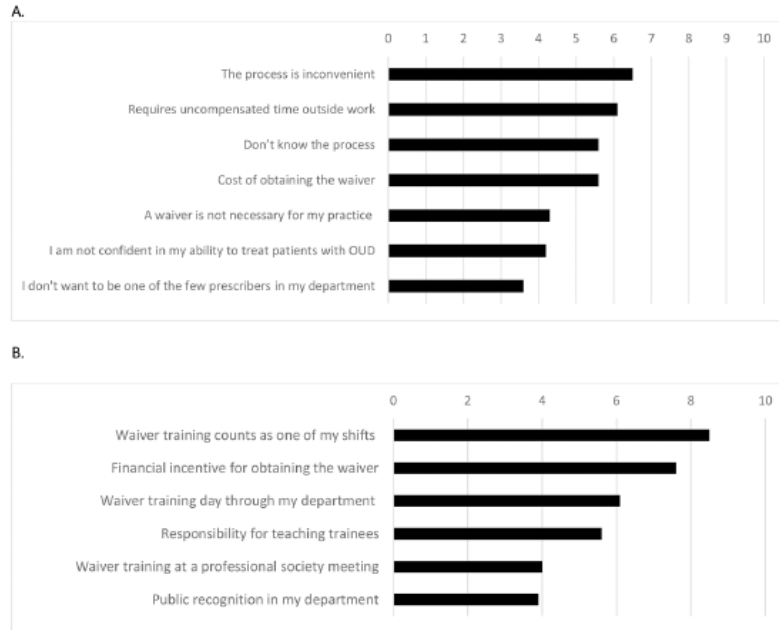 A.
0 1 2 3 4 5 6 7 8 9 10
The process is inconvenient
Requires uncompensated time outside work
Don't know the process
Cost of obtaining the waiver
A waiver is not necessary for my practice
I am not confident in my ability to treat patients with OUD
I don't want to be one of the few prescribers in my department
B.
0 2 4 6 8 10
Waiver training counts as one of my shifts
Financial incentive for obtaining the waiver
Waiver training day through my department
Responsibility for teaching trainees
Waiver training at a professional society meeting
Public recognition in my department